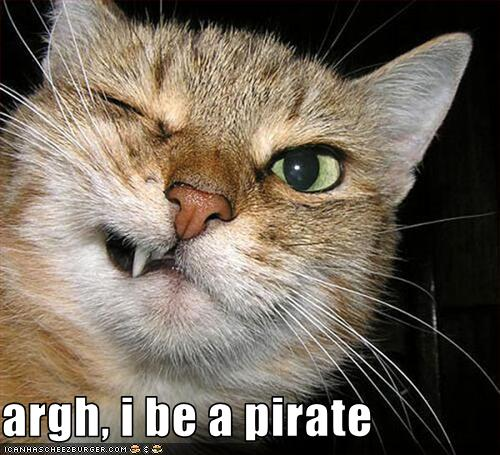 argh, i be a pirate
ICANHASCHEEZBURGER.COM